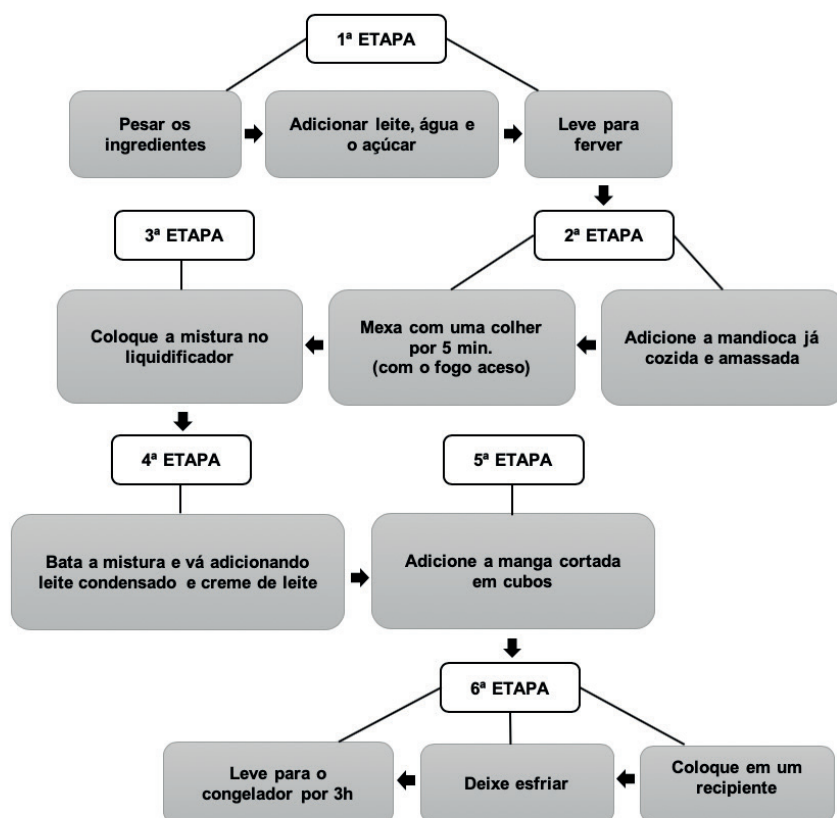 1ª ETAPA
Pesar os
ingredientes
Adicionar leite, água e
o açúcar
Leve para
ferver
2ª ETAPA
Adicione a mandioca já
cozida e amassada
Mexa com uma colher
por 5 min.
(com o fogo aceso)
3ª ETAPA
Coloque a mistura no
liquidificador
4ª ETAPA
Bata a mistura e vá adicionando
leite condensado e creme de leite
5ª ETAPA
Adicione a manga cortada
em cubos
6ª ETAPA
Coloque em um
recipiente
Deixe esfriar
Leve para o
congelador por 3h